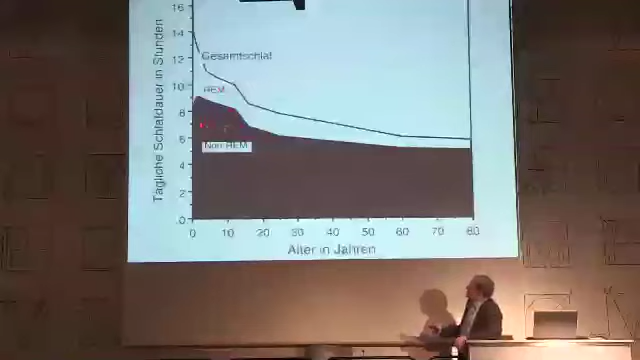 Tägliche Schlafdauer in Stunden
16
14
12
10
8
6
4
2
0
Gesamtschlaf
REM
Non-REM
0 10 20 30 40 50 60 70 80
Alter in Jahren